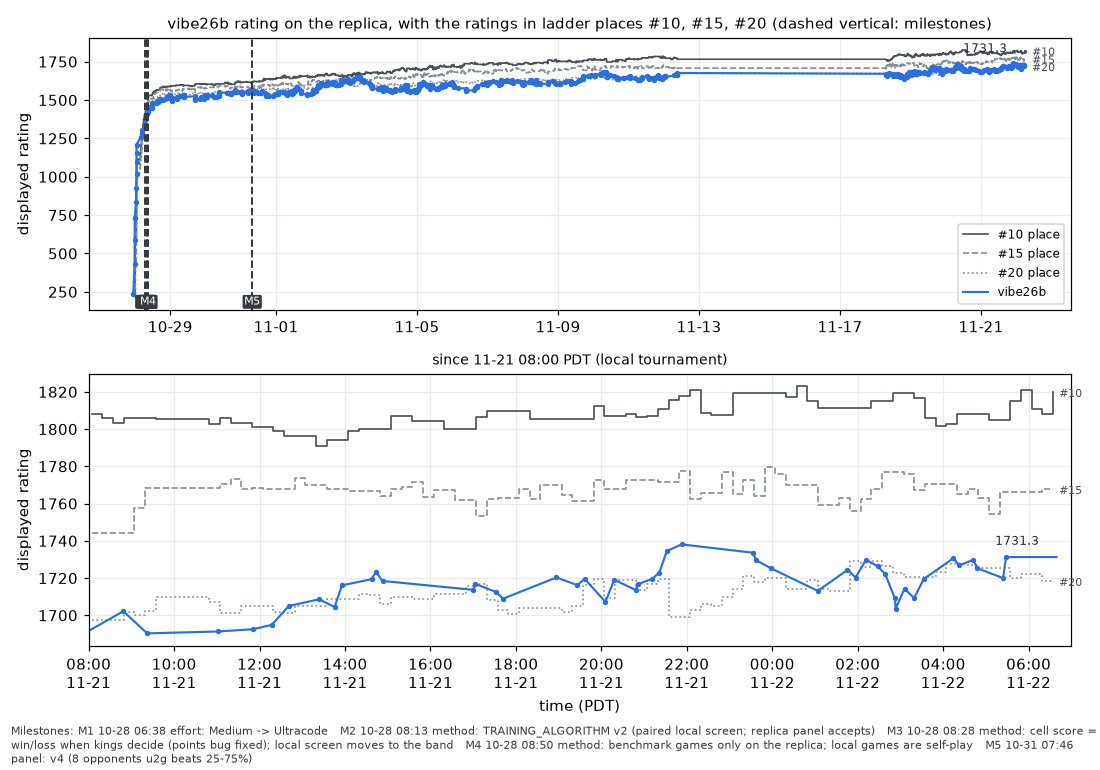 vibe26b rating on the replica, with the ratings in ladder places #10, #15, #20 (dashed vertical: milestones)
displayed rating
1750
1500
1250
1000
750
500
250
1731.3
#10
#15
#20
#10 place
#15 place
#20 place
vibe26b
M4
M5
10-29
11-01
11-05
11-09
11-13
11-17
11-21
since 11-21 08:00 PDT (local tournament)
displayed rating
1820
1800
1780
1760
1740
1720
1700
#10
#15
1731.3
#20
08:00 10:00 12:00 14:00 16:00 18:00 20:00 22:00 00:00 02:00 04:00 06:00
11-21 11-21 11-21 11-21 11-21 11-21 11-21 11-21 11-22 11-22 11-22 11-22
time (PDT)
Milestones: M1 10-28 06:38 effort: Medium -> Ultracode M2 10-28 08:13 method: TRAINING_ALGORITHM v2 (paired local screen; replica panel accepts) M3 10-28 08:28 method: cell score =
win/loss when kings decide (points bug fixed); local screen moves to the band M4 10-28 08:50 method: benchmark games only on the replica; local games are self-play M5 10-31 07:46
panel: v4 (8 opponents u2g beats 25-75%)